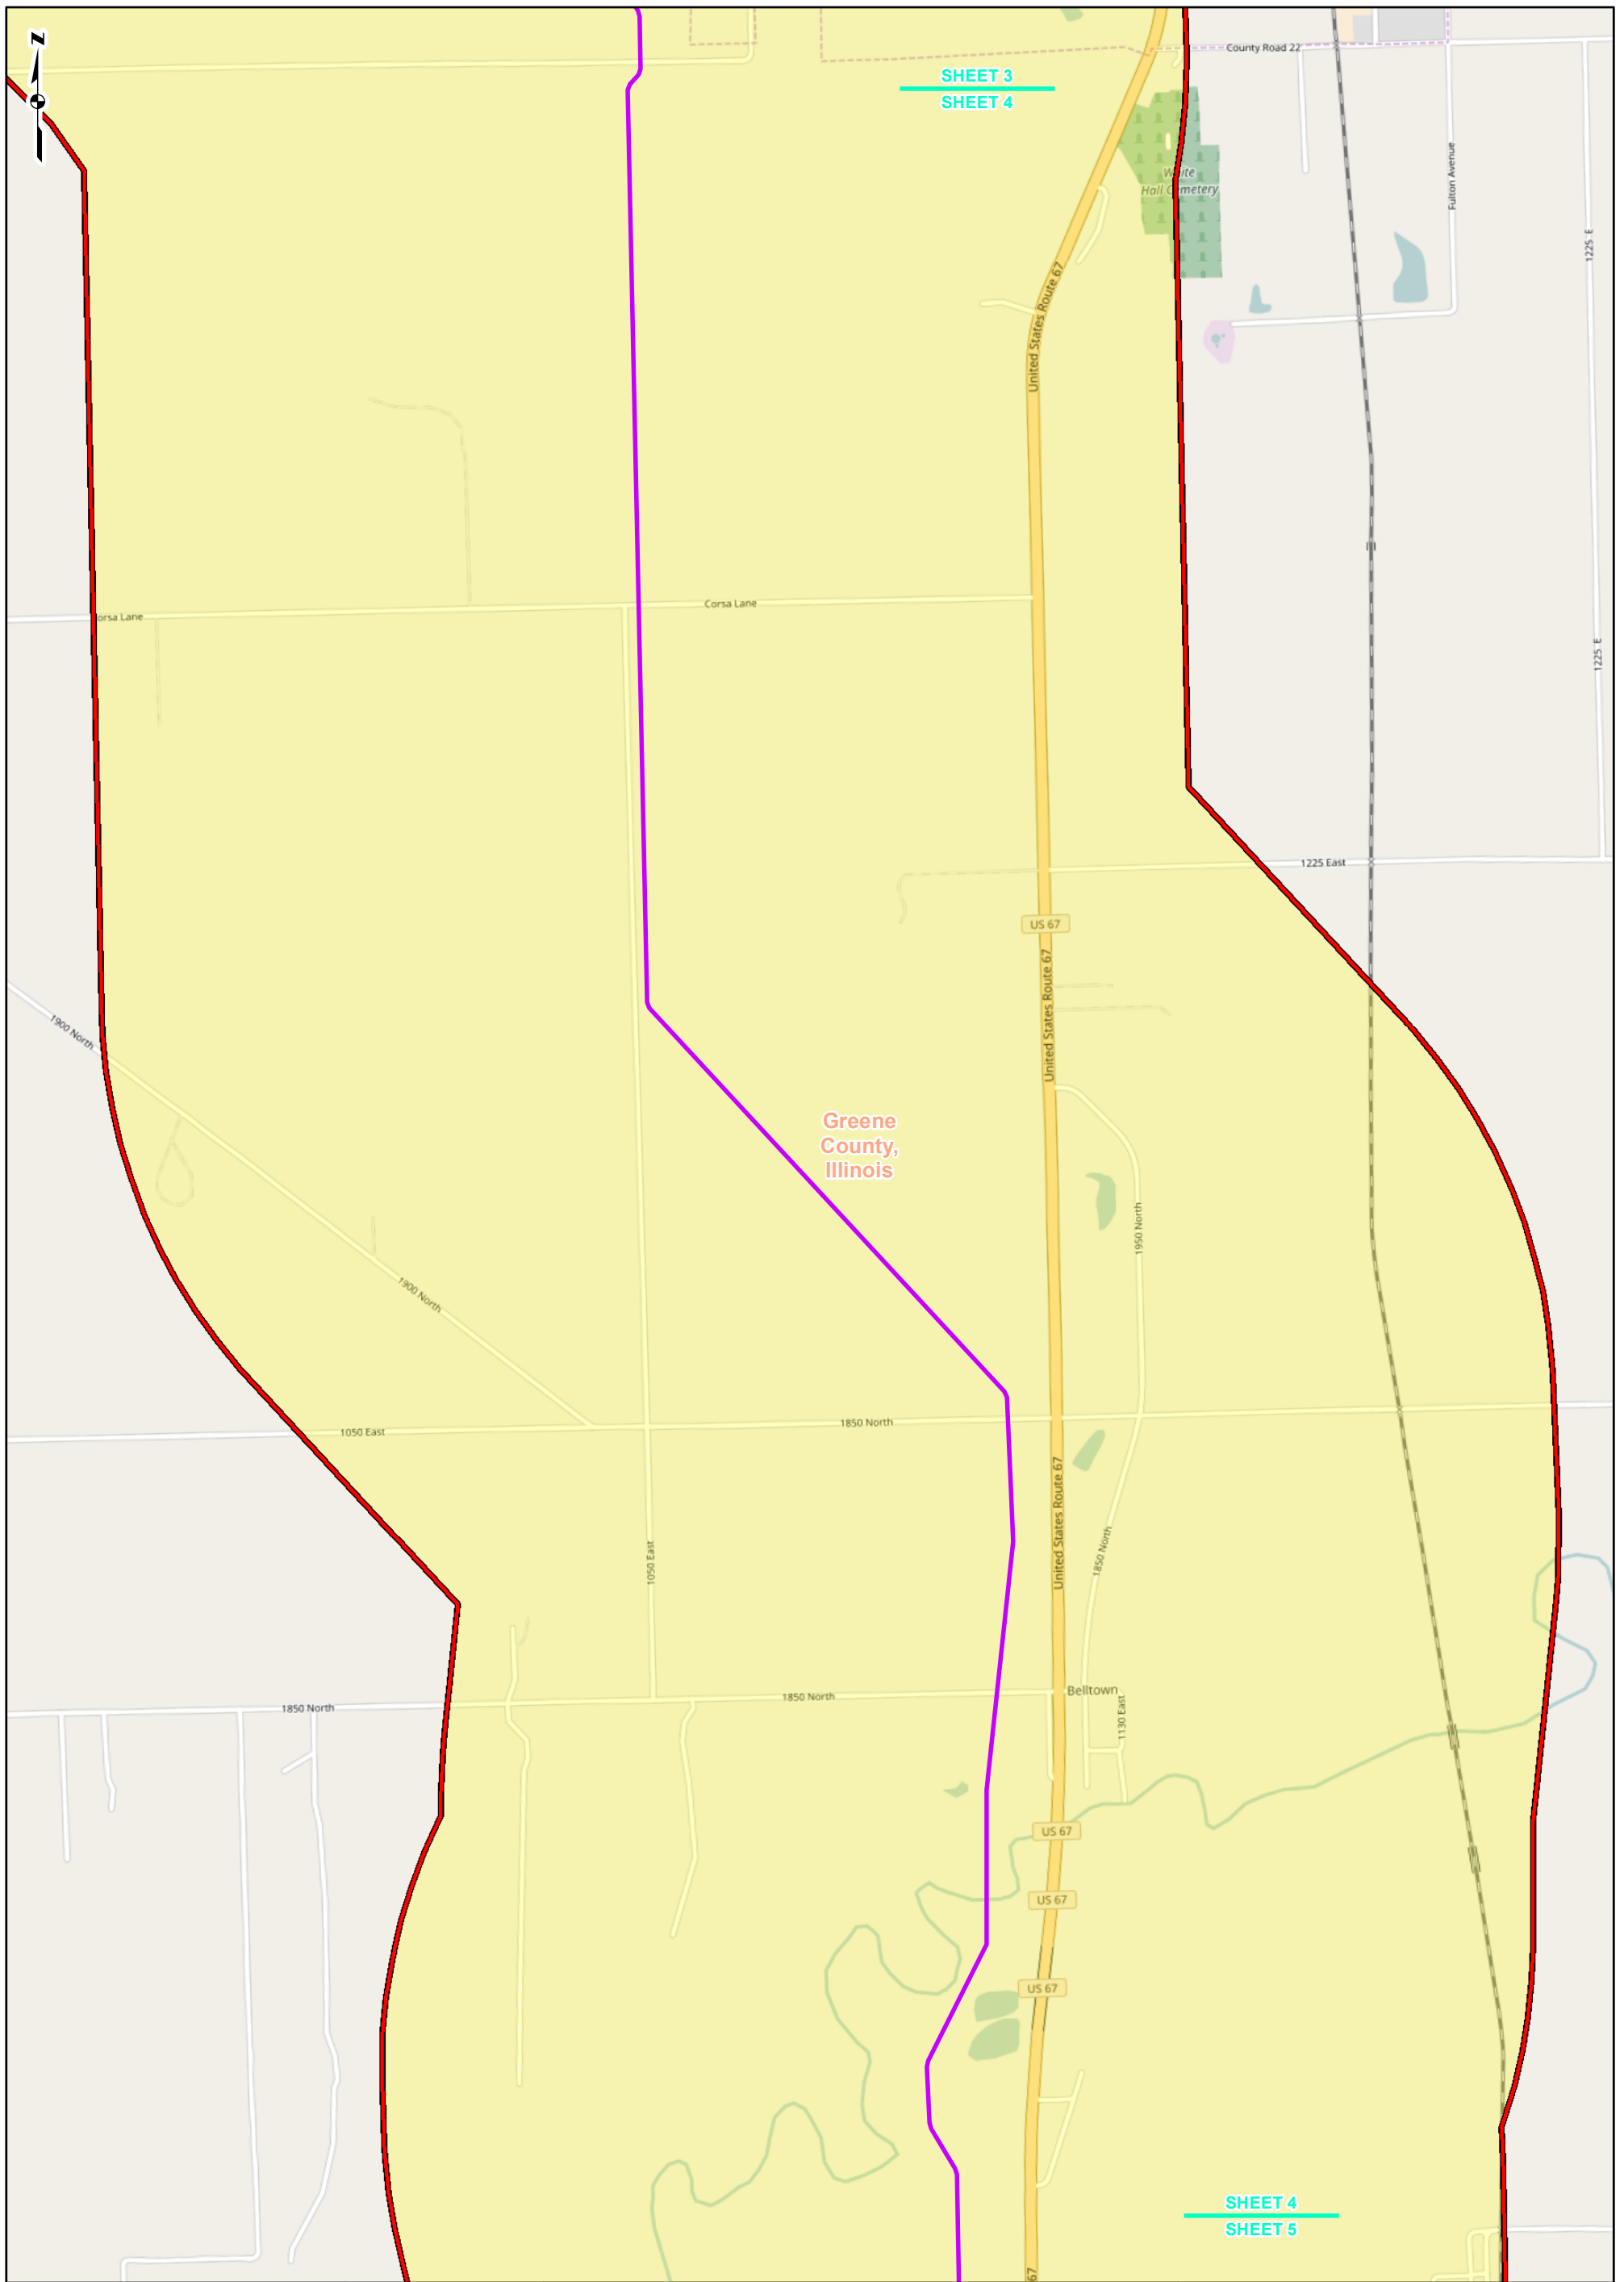 N
County Road 22
SHEET 3
SHEET 4
Fulton Avenue
White
Hall Cemetery
1225 E
United States Route 67
Corsa Lane
orsa Lane
1225 E
1225 East
US 67
United States Route 67
1900 North
Greene
County,
Illinois
1950 North
1900 North
1850 North
1050 East
United States Route 67
1850 North
1050 East
Belltown
1850 North
1850 North
1130 East
US 67
US 67
US 67
SHEET 4
SHEET 5
67